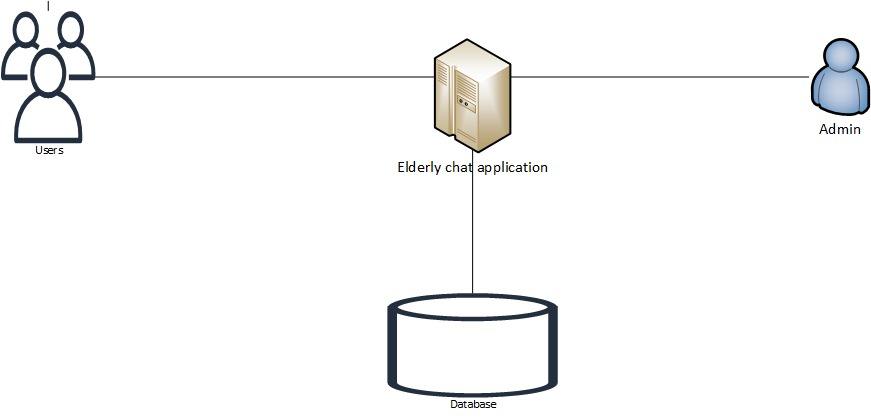 Users
Elderly chat application
Admin
Database